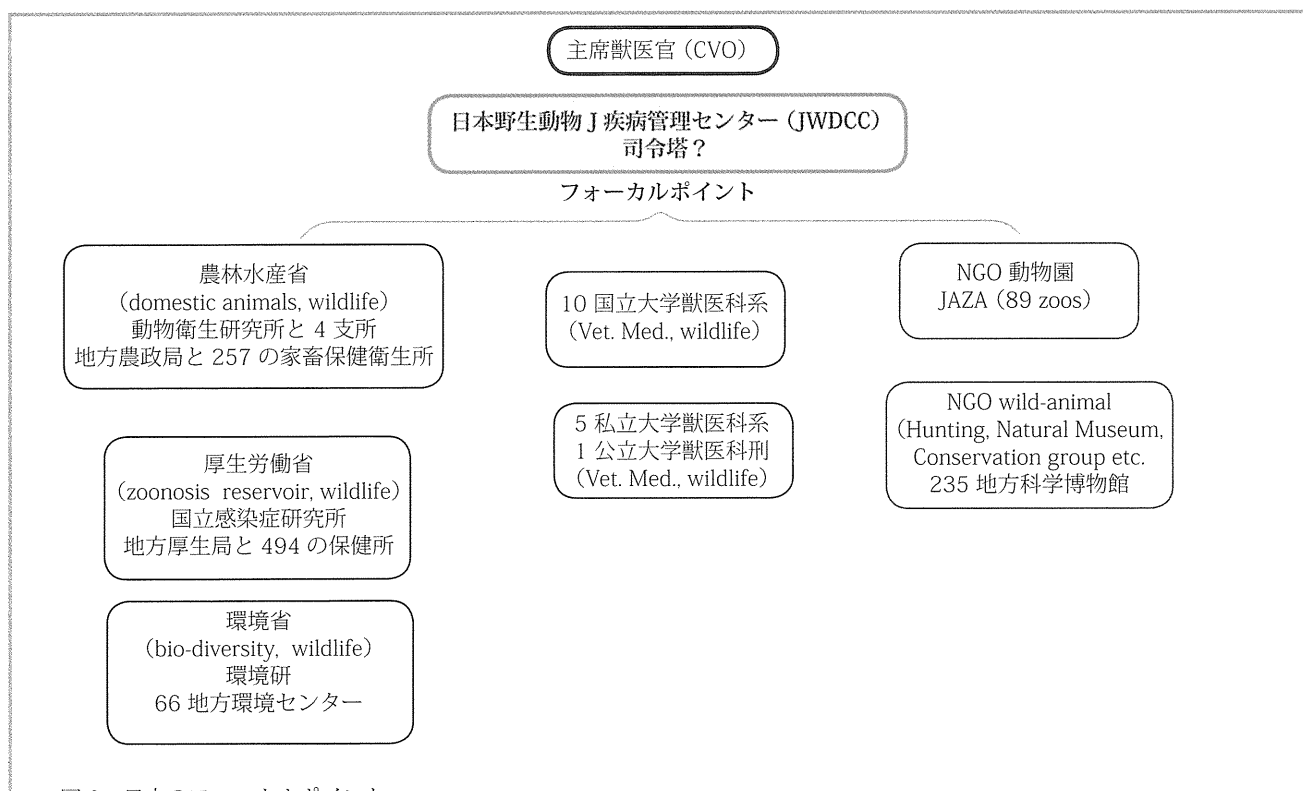 主席獣医官（CVO）
日本野生動物 J 疾病管理センター（JWDCC）
司令塔？
フォーカルポイント
農林水産省
(domestic animals, wildlife)
動物衛生研究所と 4 支所
地方農政局と 257 の家畜保健衛生所
厚生労働省
(zoonosis reservoir, wildlife)
国立感染症研究所
地方厚生局と 494 の保健所
環境省
(bio-diversity, wildlife)
環境研
66 地方環境センター
10 国立大学獣医科系
(Vet. Med., wildlife)
5 私立大学獣医科系
1 公立大学獣医科刑
(Vet. Med., wildlife)
NGO 動物園
JAZA (89 zoos)
NGO wild-animal
(Hunting, Natural Museum,
Conservation group etc.
235 地方科学博物館